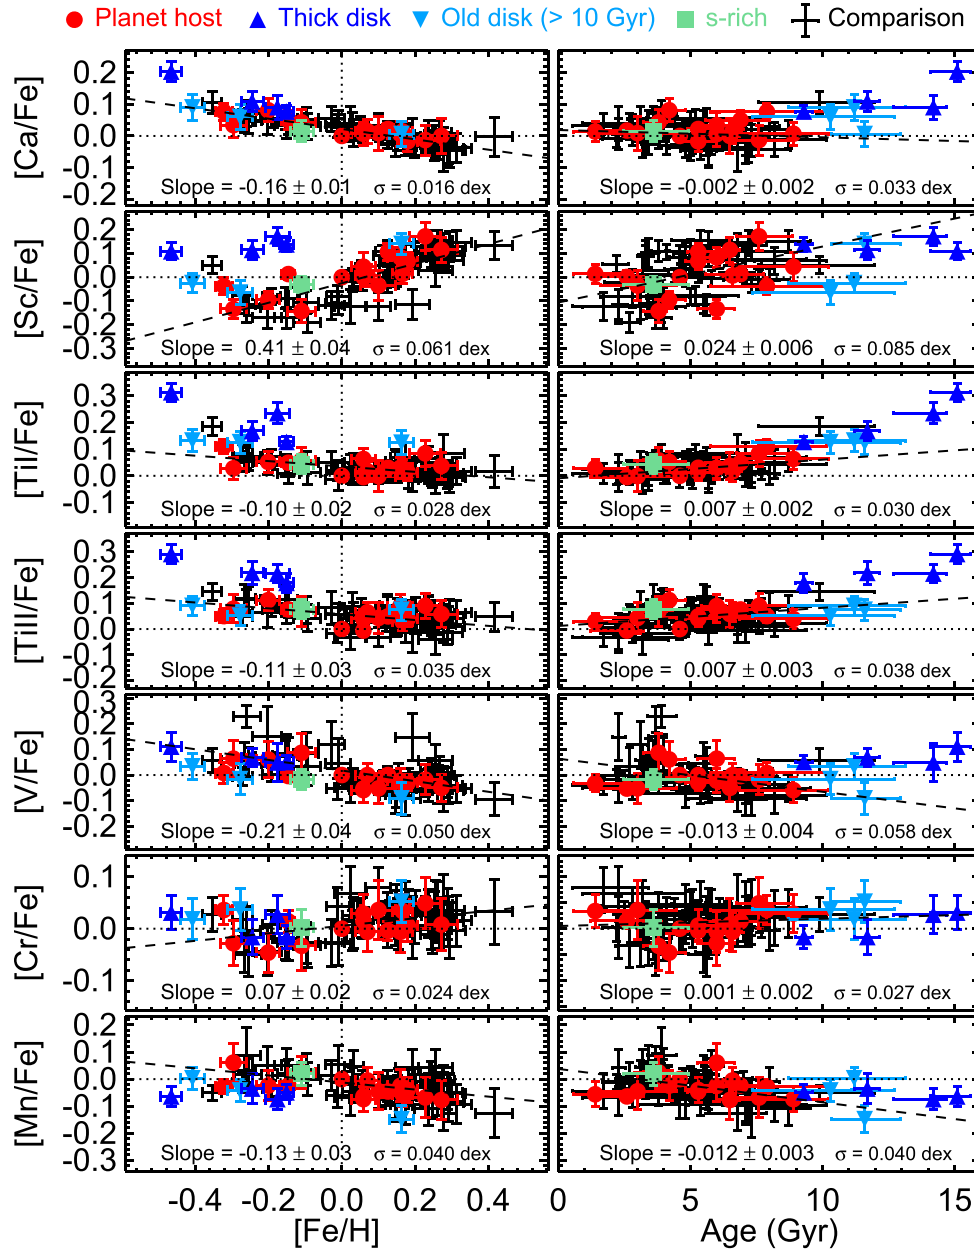 Planet host Thick disk Old disk (> 10 Gyr) s-rich Comparison
[Ca/Fe]
0.2
0.1
0.0
-0.1
-0.2
Slope = -0.16 ± 0.01 σ = 0.016 dex
Slope = -0.002 ± 0.002 σ = 0.033 dex
[Sc/Fe]
0.2
0.1
0.0
-0.1
-0.2
-0.3
Slope = 0.41 ± 0.04 σ = 0.061 dex
Slope = 0.024 ± 0.006 σ = 0.085 dex
[TiI/Fe]
0.3
0.2
0.1
0.0
-0.1
Slope = -0.10 ± 0.02 σ = 0.028 dex
Slope = 0.007 ± 0.002 σ = 0.030 dex
[TiII/Fe]
0.3
0.2
0.1
0.0
-0.1
-0.2
Slope = -0.11 ± 0.03 σ = 0.035 dex
Slope = 0.007 ± 0.003 σ = 0.038 dex
[V/Fe]
0.3
0.2
0.1
0.0
-0.1
-0.2
Slope = -0.21 ± 0.04 σ = 0.050 dex
Slope = -0.013 ± 0.004 σ = 0.058 dex
[Cr/Fe]
0.1
0.0
-0.1
Slope = 0.07 ± 0.02 σ = 0.024 dex
Slope = 0.001 ± 0.002 σ = 0.027 dex
[Mn/Fe]
0.2
0.1
0.0
-0.1
-0.2
-0.3
Slope = -0.13 ± 0.03 σ = 0.040 dex
Slope = -0.012 ± 0.003 σ = 0.040 dex
-0.4 -0.2 0.0 0.2 0.4
0 5 10 15
[Fe/H]
Age (Gyr)